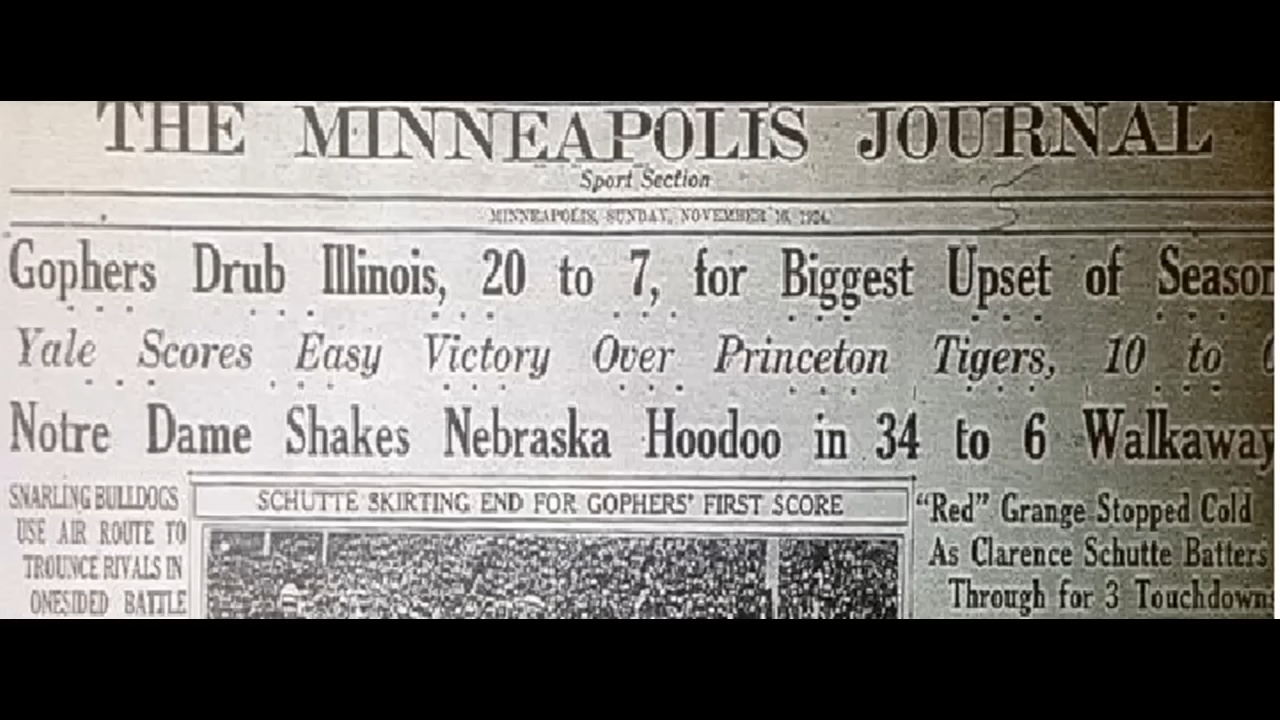 THE MINNEAPOLIS JOURNAL
Sport Section
MINNEAPOLIS, SUNDAY, NOVEMBER 16, 1924.
Gophers Drub Illinois, 20 to 7, for Biggest Upset of Season
Yale Scores Easy Victory Over Princeton Tigers, 10 to
Notre Dame Shakes Nebraska Hoodoo in 34 to 6 Walkaway
SNARLING BULLDOGS
USE AIR ROUTE TO
TROUNCE RIVALS IN
ONESIDED BATTLE
SCHUTTE SKIRTING END FOR GOPHERS' FIRST SCORE
"Red" Grange Stopped Cold
As Clarence Schutte Batters
Through for 3 Touchdowns